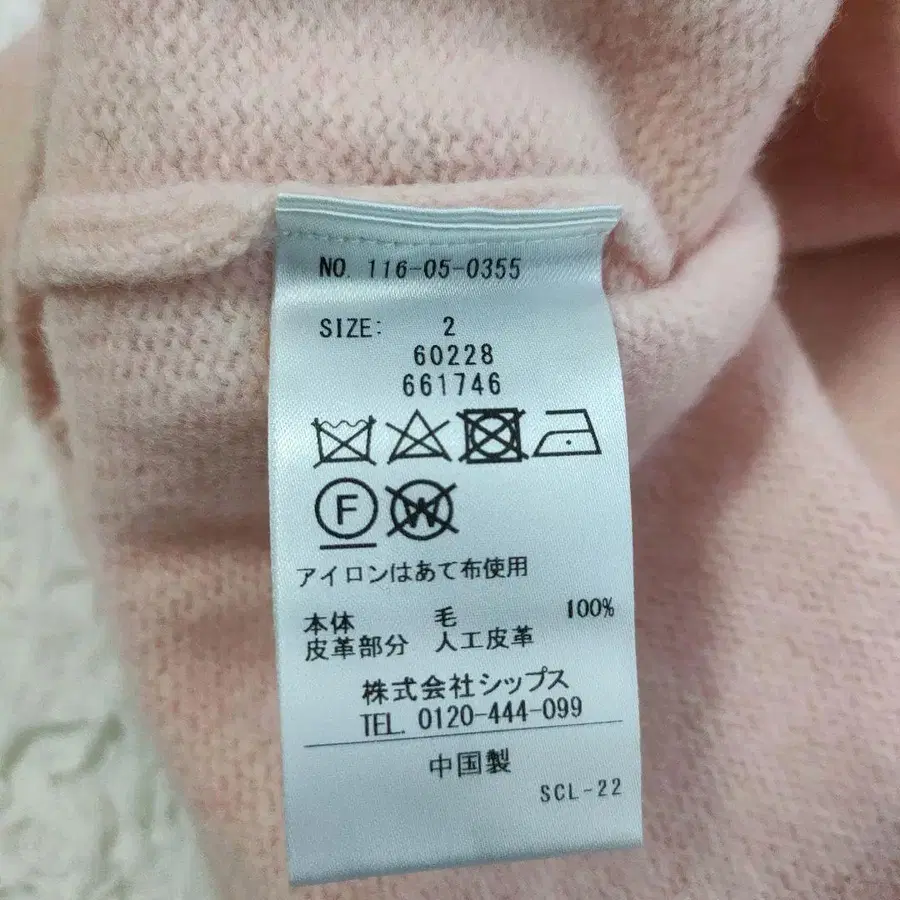 NO. 116-05-0355
SIZE: 2
60228
661746
F W
アイロンはあて布使用
本体 毛 100%
皮革部分 人工皮革
株式会社シップス
TEL. 0120-444-099
中国製
SCL-22